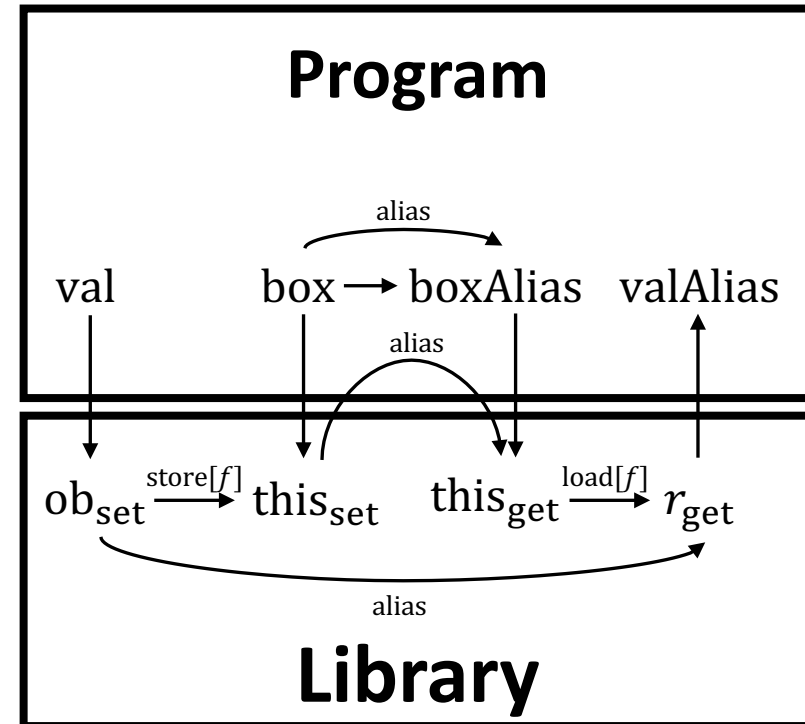 Program
alias
val box boxAlias valAlias
alias
store[f] load[f]
ob_set this_set this_get r_get
alias
Library